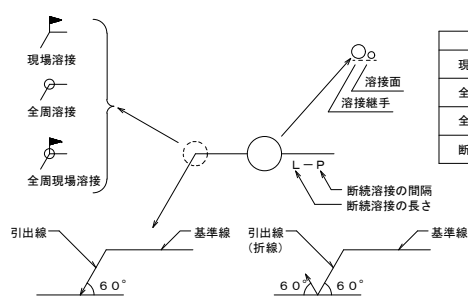 現場溶接
全周溶接
全周現場溶接
溶接面
溶接継手
L-P
断続溶接の間隔
断続溶接の長さ
引出線
基準線
60°
引出線
(折線)
基準線
60°
60°
現
全
全
断